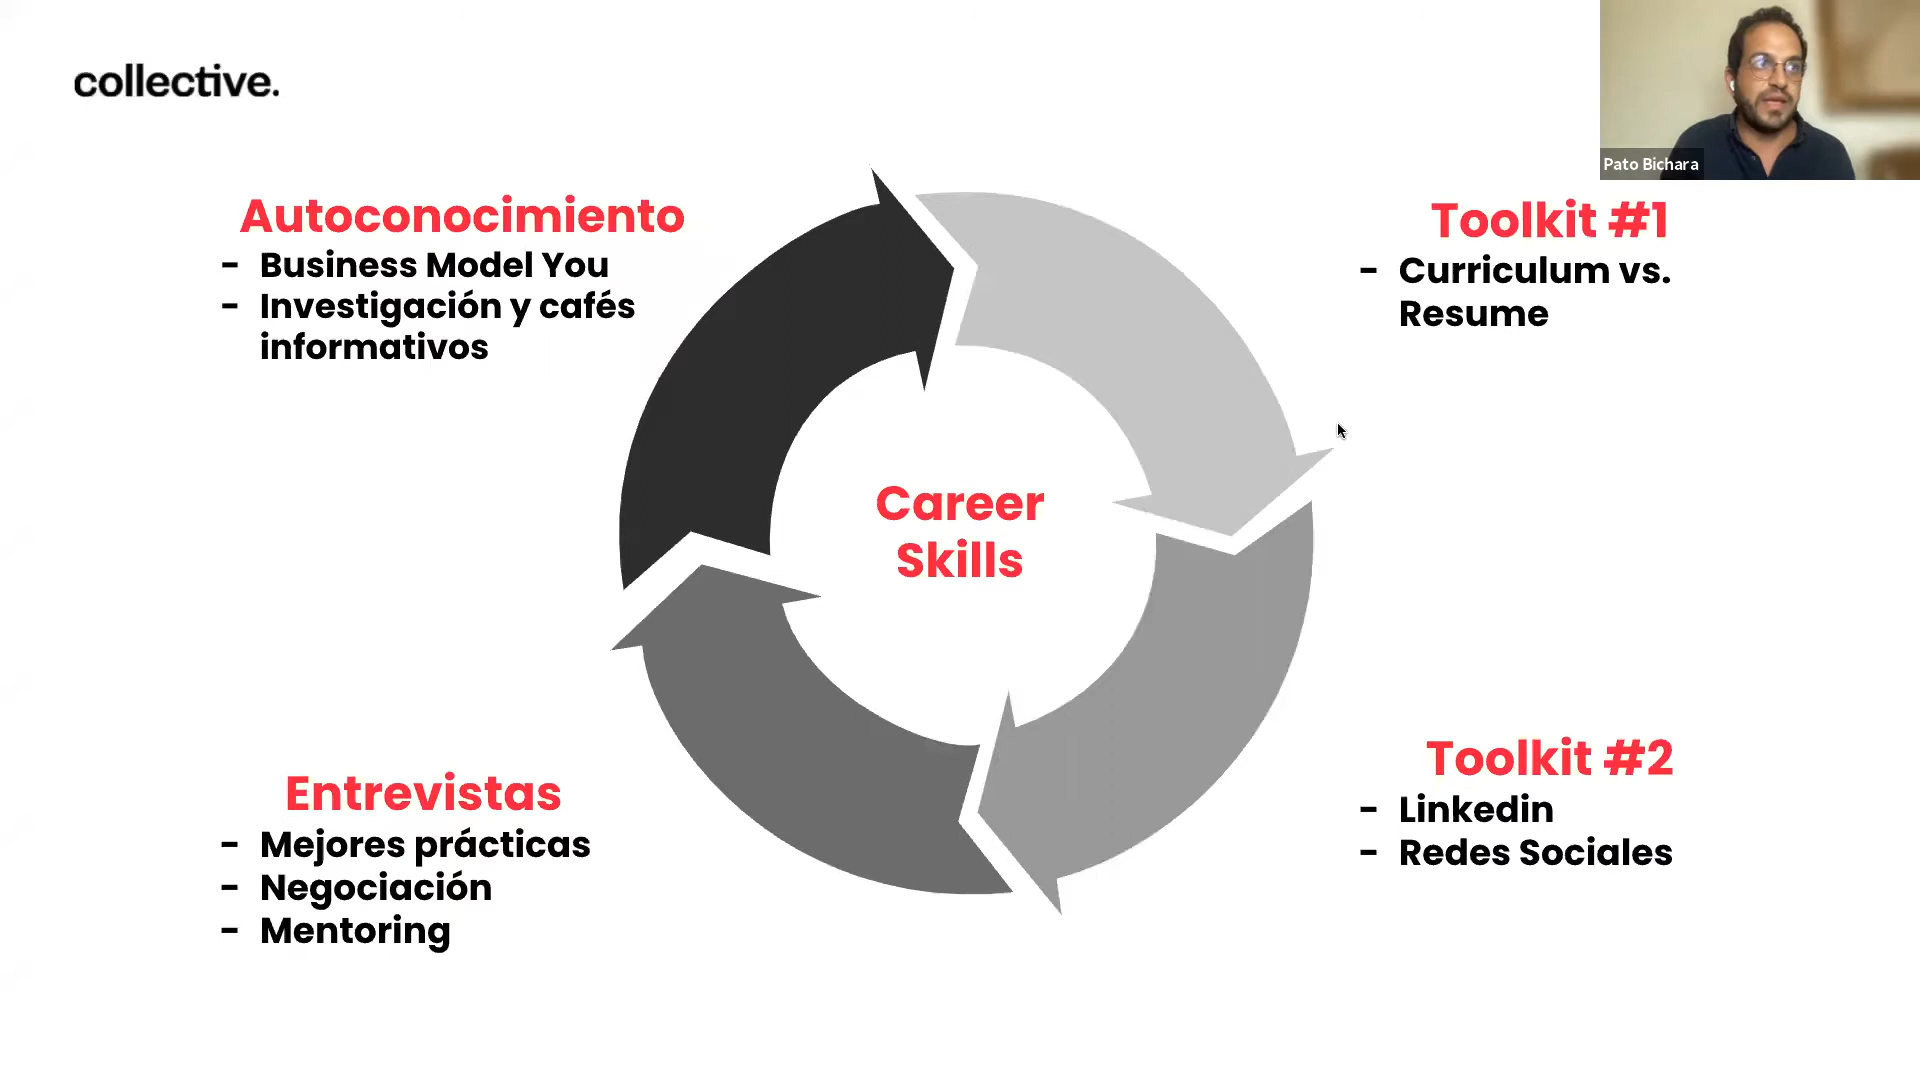 collective.
Pato Bichara
Autoconocimiento
- Business Model You
- Investigación y cafés
informativos
Toolkit #1
- Curriculum vs.
Resume
Career
Skills
Entrevistas
- Mejores prácticas
- Negociación
- Mentoring
Toolkit #2
- Linkedin
- Redes Sociales